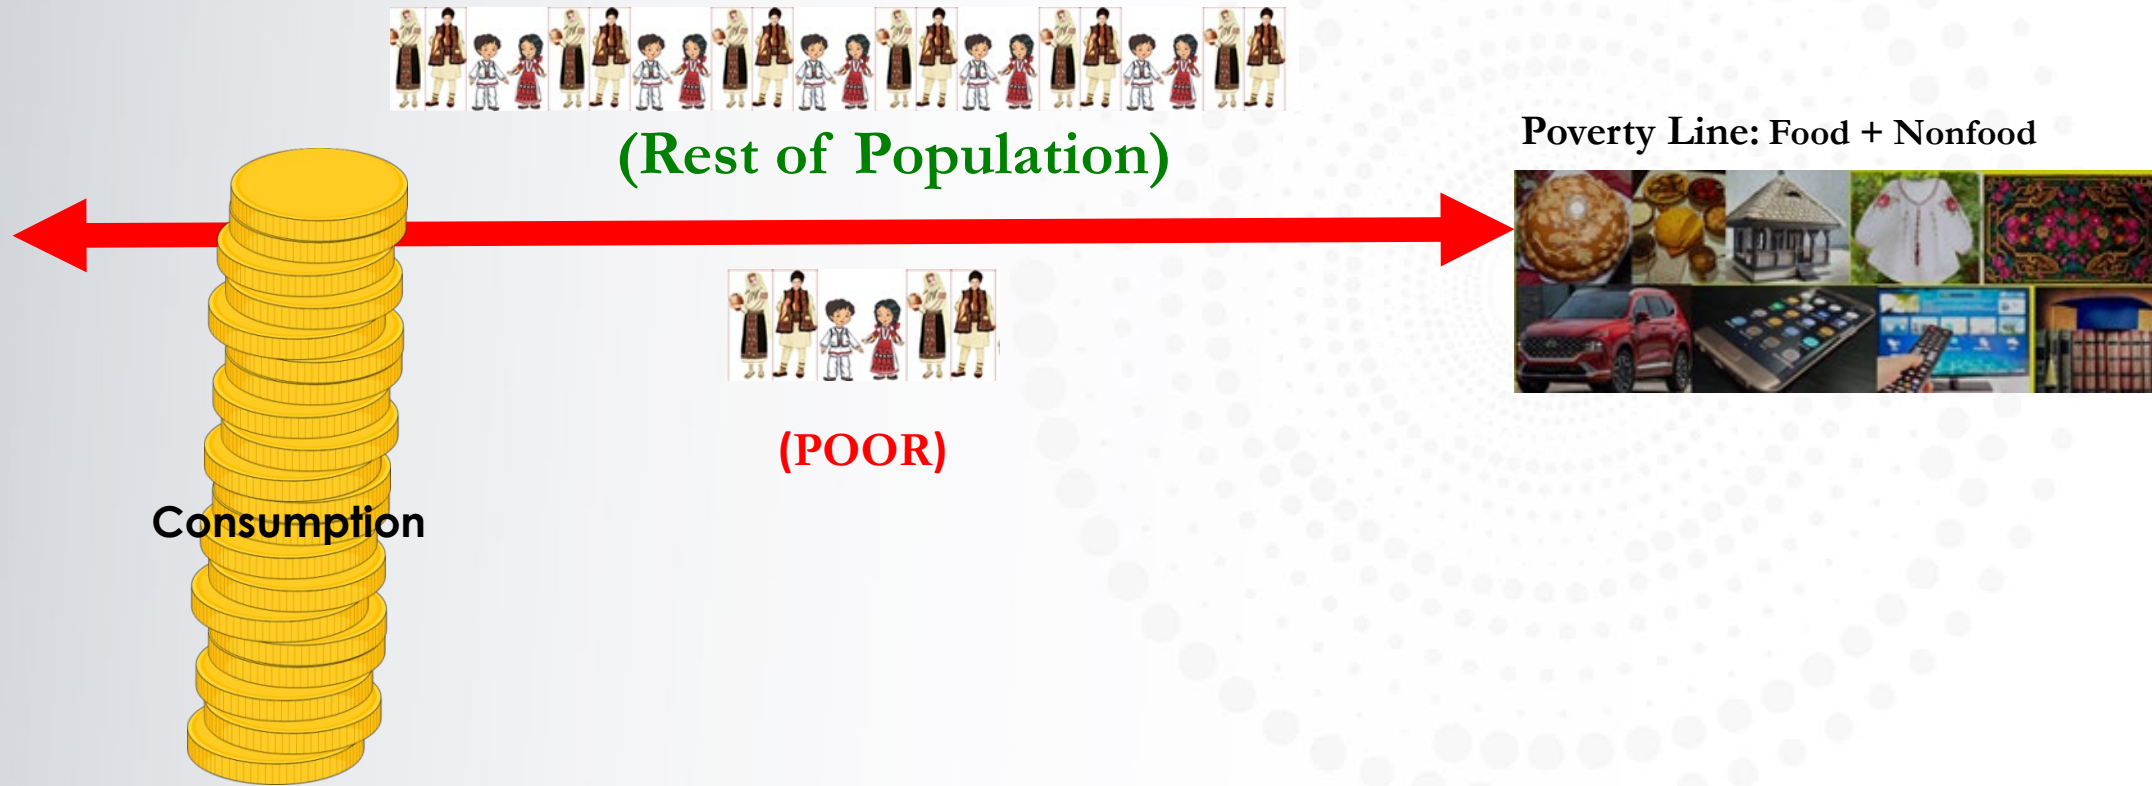 (Rest of Population)
Poverty Line: Food + Nonfood
(POOR)
Consumption